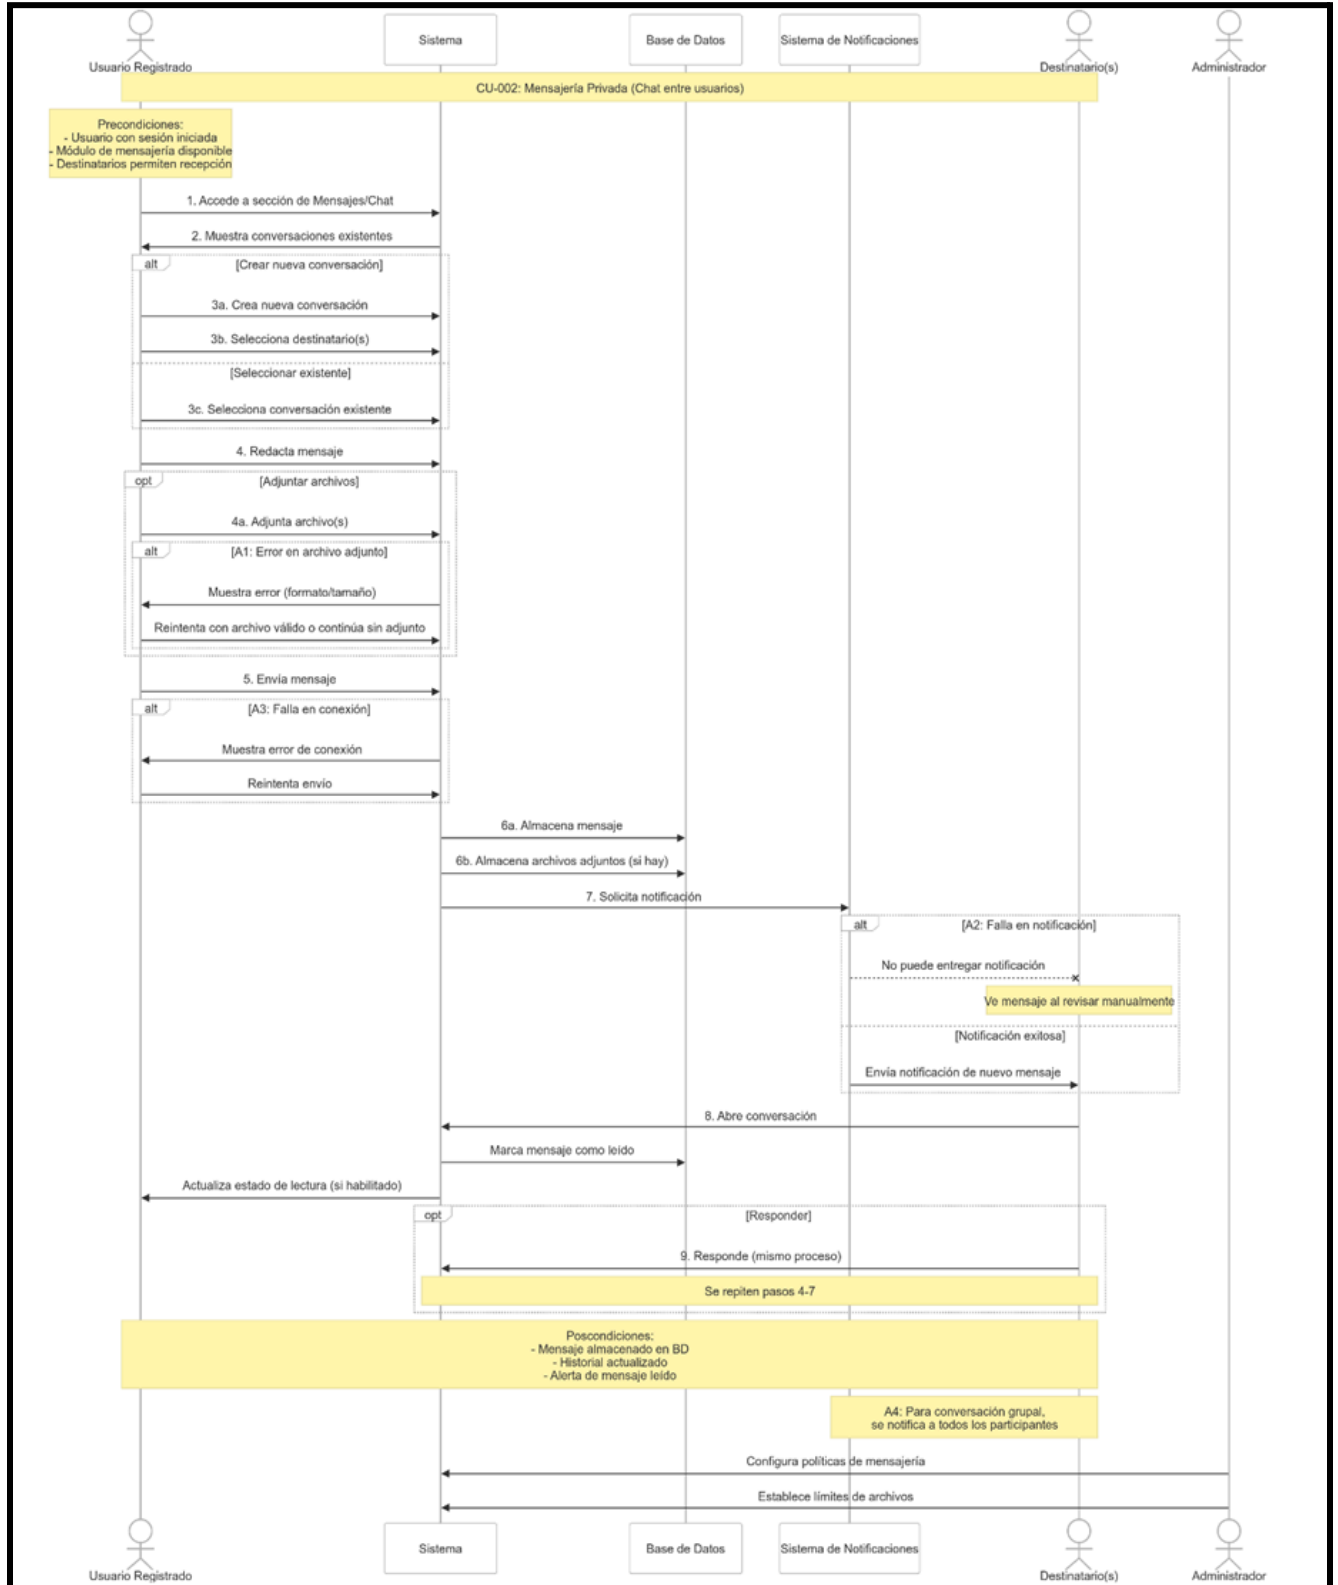 Usuario Registrado
Sistema
Base de Datos
Sistema de Notificaciones
Destinatario(s)
Administrador
CU-002: Mensajería Privada (Chat entre usuarios)
Precondiciones:
- Usuario con sesión iniciada
- Módulo de mensajería disponible
- Destinatarios permiten recepción
1. Accede a sección de Mensajes/Chat
2. Muestra conversaciones existentes
alt
[Crear nueva conversación]
3a. Crea nueva conversación
3b. Selecciona destinatario(s)
[Seleccionar existente]
3c. Selecciona conversación existente
4. Redacta mensaje
opt
[Adjuntar archivos]
4a. Adjunta archivo(s)
alt
[A1: Error en archivo adjunto]
Muestra error (formato/tamaño)
Reintenta con archivo válido o continúa sin adjunto
5. Envía mensaje
alt
[A3: Falla en conexión]
Muestra error de conexión
Reintenta envío
6a. Almacena mensaje
6b. Almacena archivos adjuntos (si hay)
7. Solicita notificación
alt
[A2: Falla en notificación]
No puede entregar notificación
Ve mensaje al revisar manualmente
[Notificación exitosa]
Envía notificación de nuevo mensaje
8. Abre conversación
Marca mensaje como leído
Actualiza estado de lectura (si habilitado)
opt
[Responder]
9. Responde (mismo proceso)
Se repiten pasos 4-7
Poscondiciones:
- Mensaje almacenado en BD
- Historial actualizado
- Alerta de mensaje leído
A4: Para conversación grupal,
se notifica a todos los participantes
Configura políticas de mensajería
Establece límites de archivos
Usuario Registrado
Sistema
Base de Datos
Sistema de Notificaciones
Destinatario(s)
Administrador